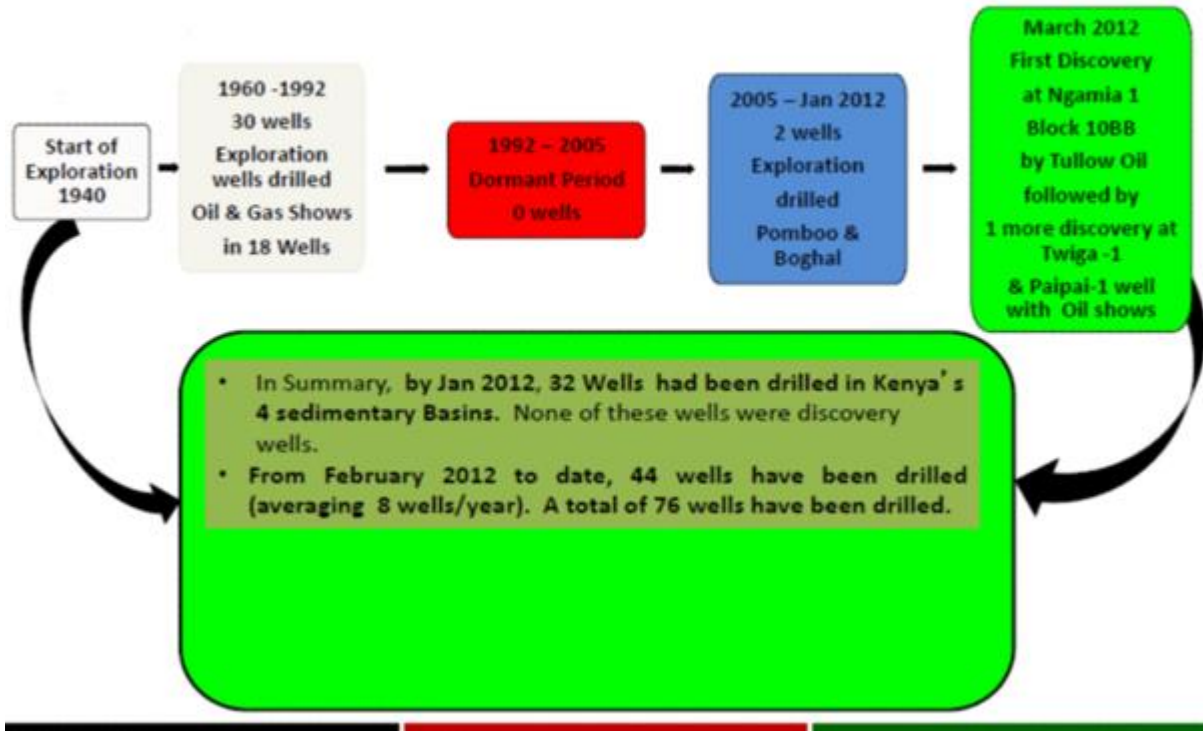 Start of
Exploration
1940
1960 -1992
30 wells
Exploration
wells drilled
Oil & Gas Shows
in 18 Wells
1992 – 2005
Dormant Period
0 wells
2005 – Jan 2012
2 wells
Exploration
drilled
Pomboo &
Boghal
March 2012
First Discovery
at Ngamia 1
Block 10BB
by Tullow Oil
followed by
1 more discovery at
Twiga -1
& Paipai-1 well
with Oil shows
• In Summary, by Jan 2012, 32 Wells had been drilled in Kenya's
4 sedimentary Basins. None of these wells were discovery
wells.
• From February 2012 to date, 44 wells have been drilled
(averaging 8 wells/year). A total of 76 wells have been drilled.